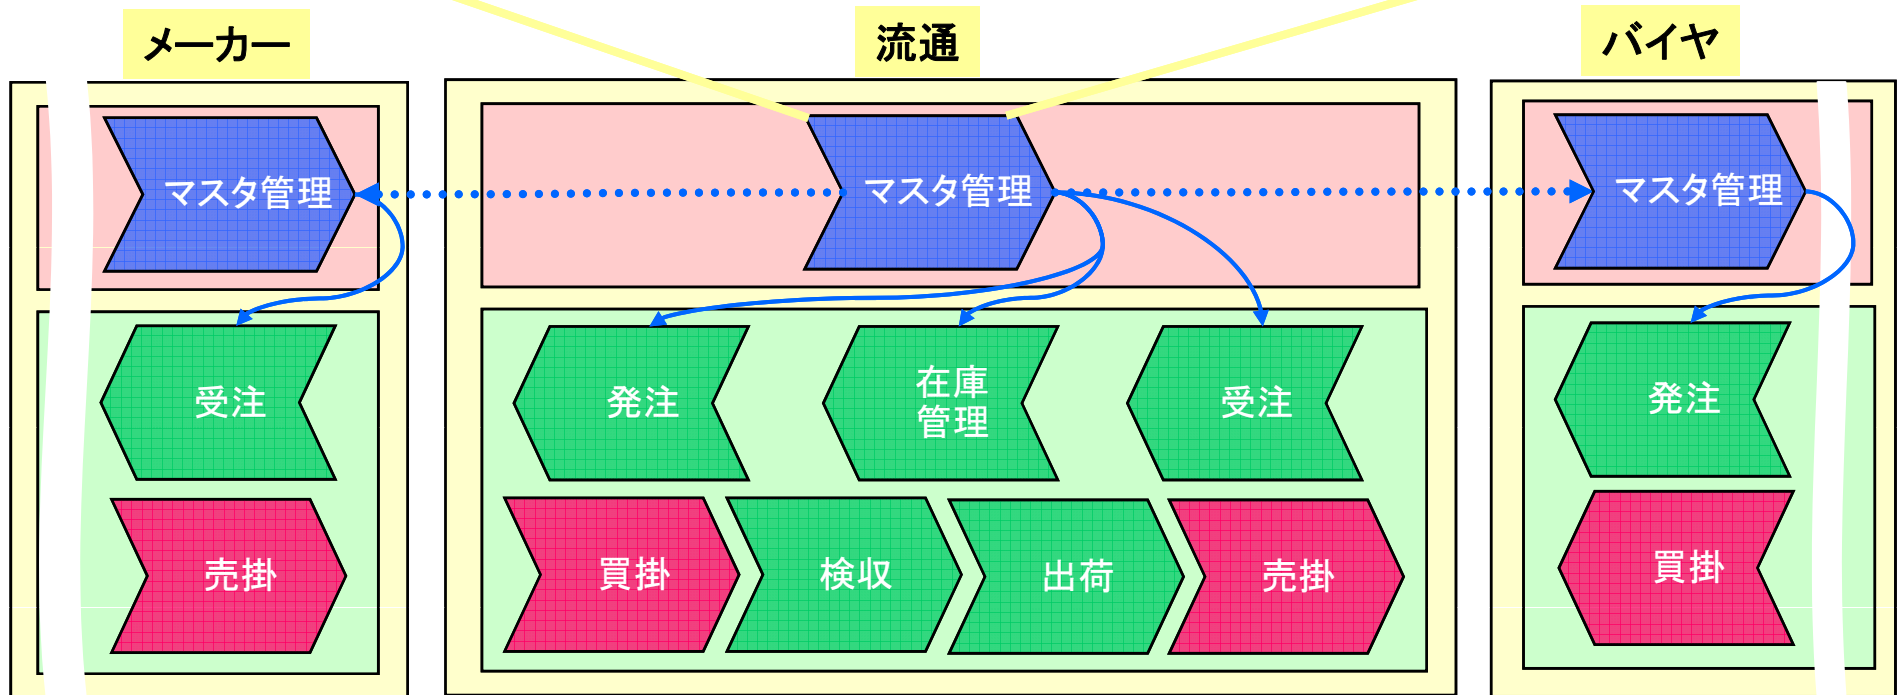 メーカー
流通
バイヤ
マスタ管理
マスタ管理
マスタ管理
受注
発注
在庫
管理
受注
発注
売掛
買掛
検収
出荷
売掛
買掛